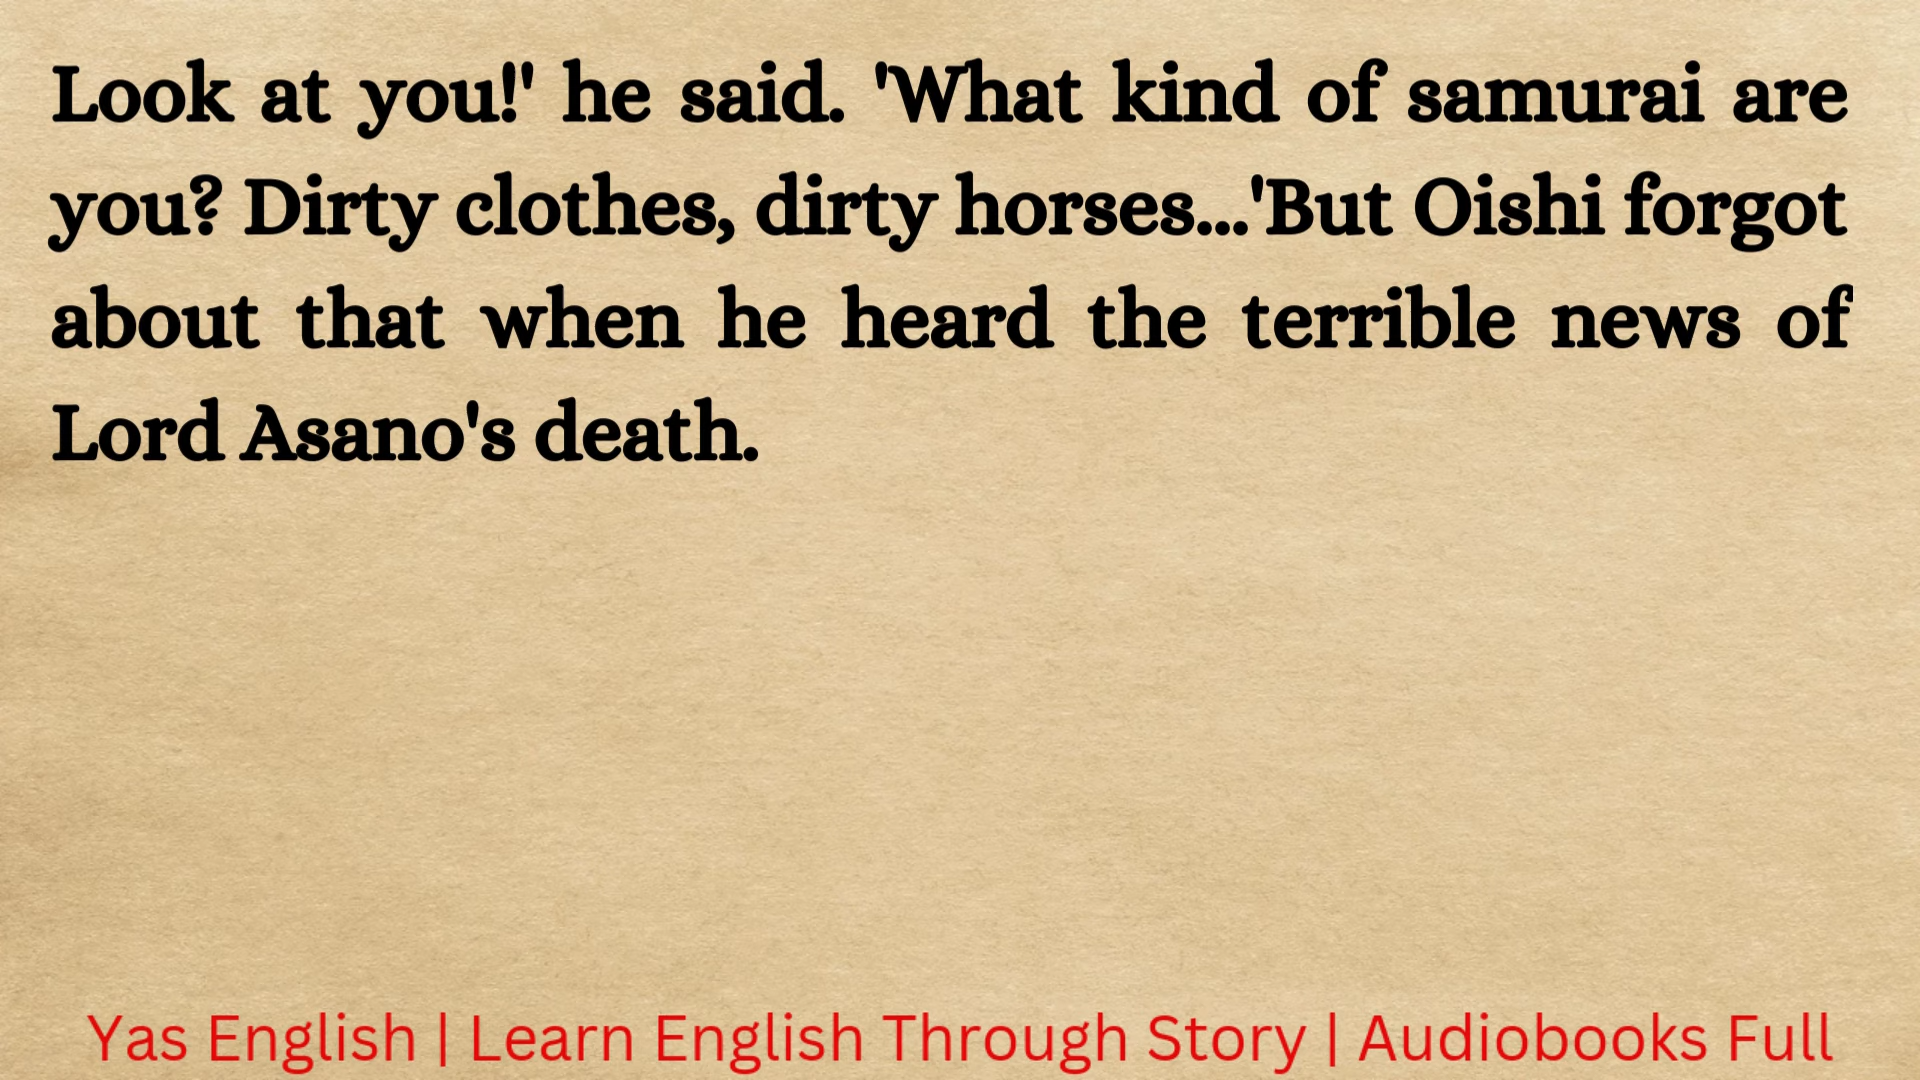 Look at you!' he said. 'What kind of samurai are
you? Dirty clothes, dirty horses...'But Oishi forgot
about that when he heard the terrible news of
Lord Asano's death.
Yas English | Learn English Through Story | Audiobooks Full